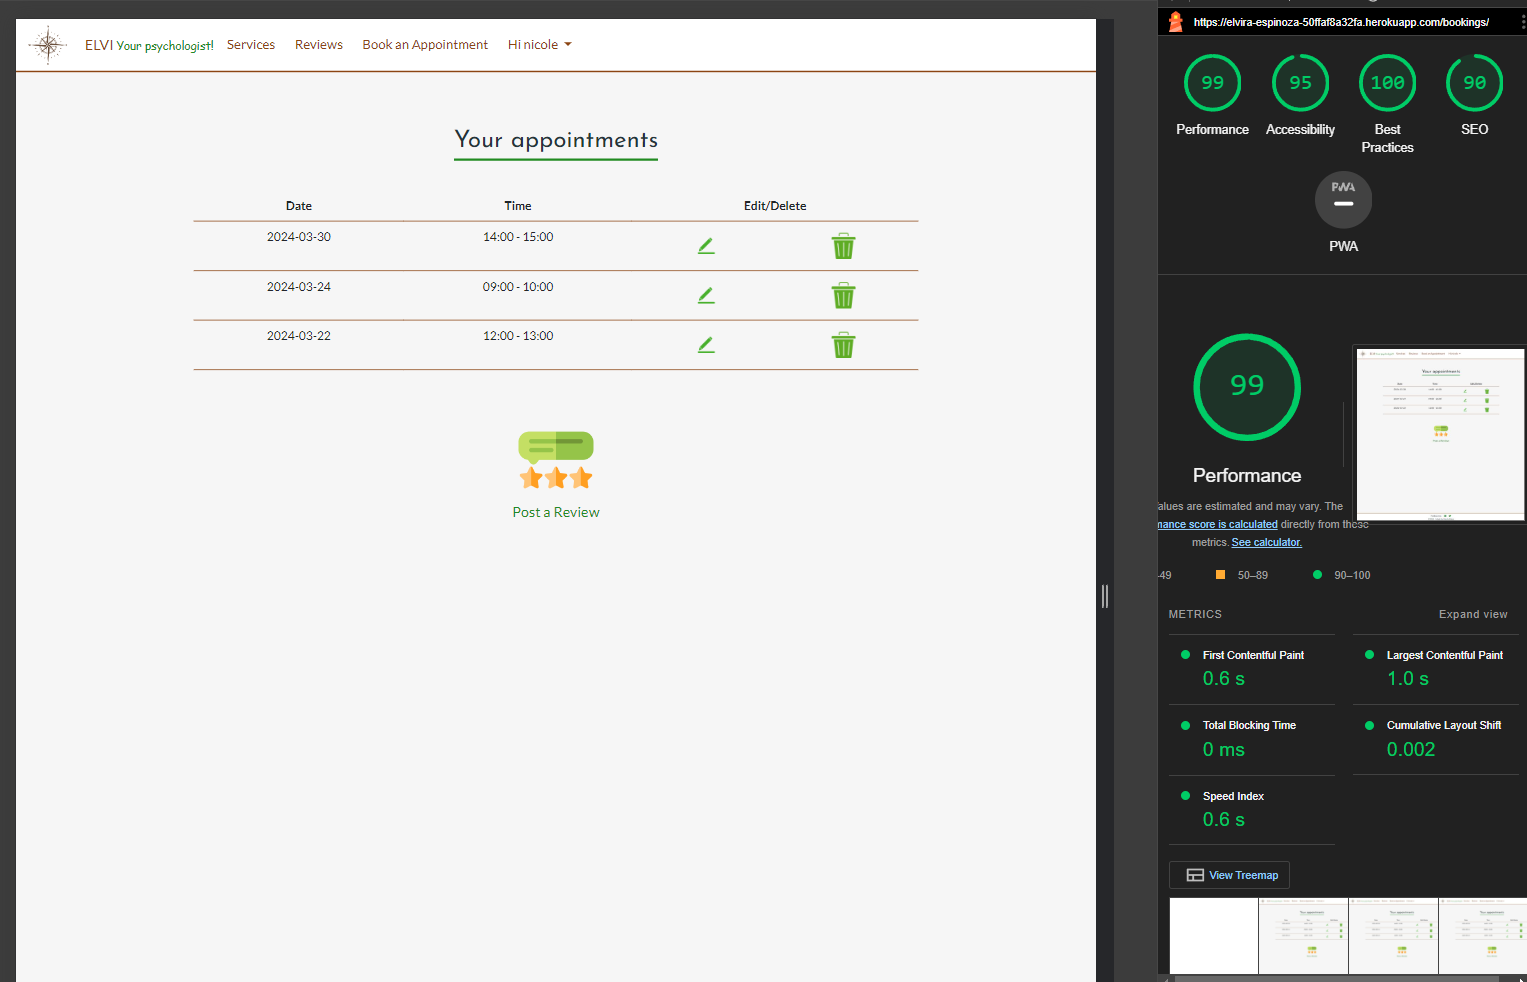 ELVI Your psychologist!
Services
Reviews
Book an Appointment
Hi nicole
Your appointments
Date Time Edit/Delete
2024-03-30 14:00 - 15:00
2024-03-24 09:00 - 10:00
2024-03-22 12:00 - 13:00
Post a Review
https://elvira-espinoza-50ffaf8a32fa.herokuapp.com/bookings/
99 95 100 90
Performance Accessibility Best Practices SEO
PWA
PWA
99
Performance
alues are estimated and may vary. The
mance score is calculated directly from these
metrics. See calculator.
-49 50–89 90–100
METRICS Expand view
First Contentful Paint
0.6 s
Largest Contentful Paint
1.0 s
Total Blocking Time
0 ms
Cumulative Layout Shift
0.002
Speed Index
0.6 s
View Treemap
Your appointments